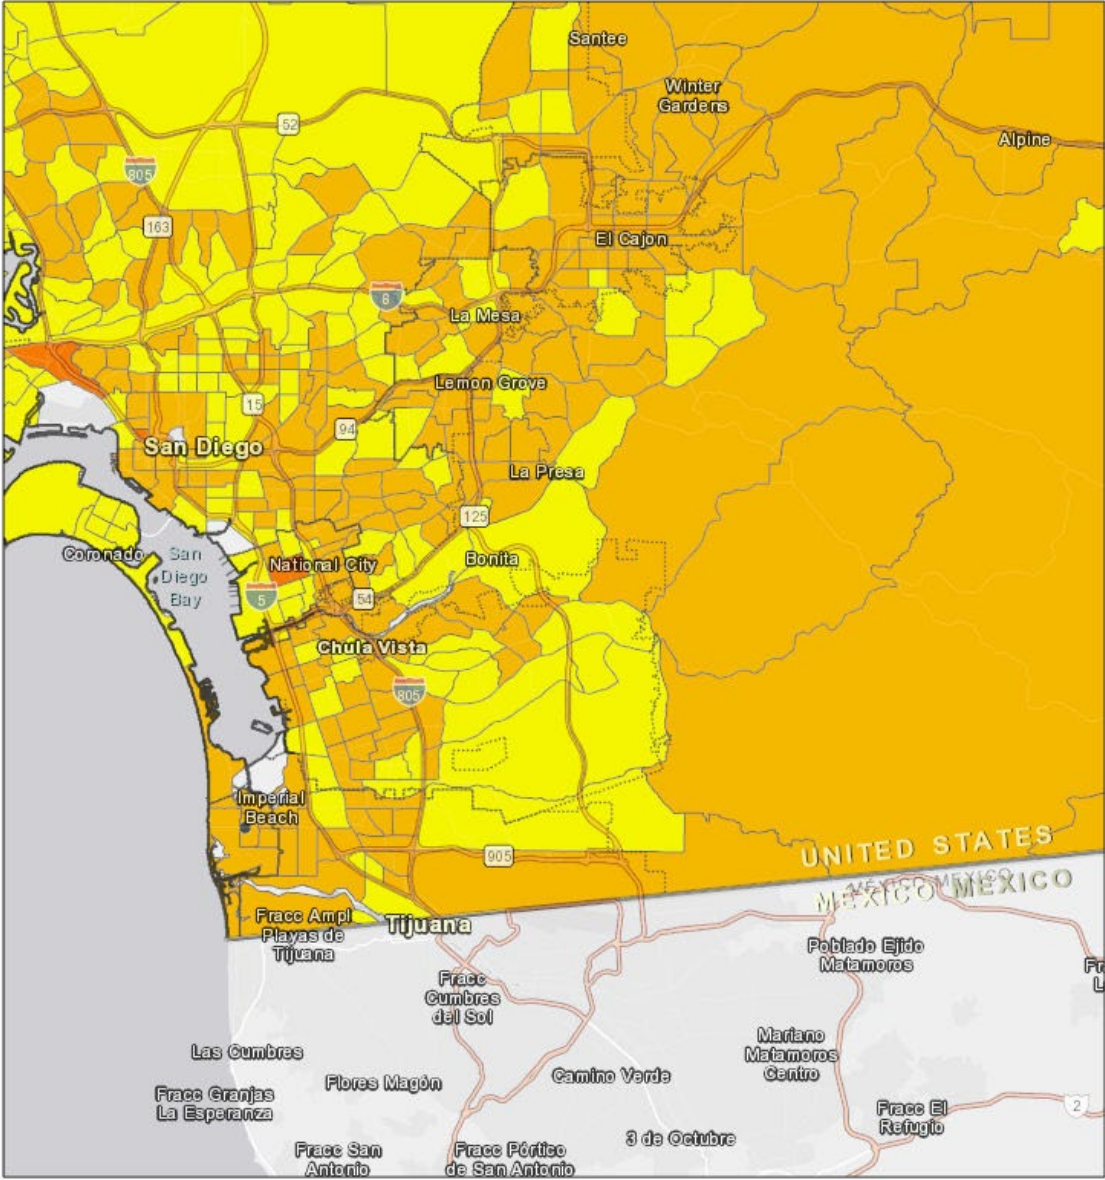 Santee
Winter
Gardens
52
Alpine
805
163
El Cajon
8
La Mesa
Lemon Grove
15
94
San Diego
La Presa
125
Coronado
San
Diego
Bay
National City
Bonita
5
54
Chula Vista
805
Imperial
Beach
905
UNITED STATES
MÉXICO MEXICO
MÉXICO MEXICO
Fracc Ampl
Playas de
Tijuana
Tijuana
Poblado Ejido
Matamoros
Fracc
Cumbres
del Sol
Mariano
Matamoros
Centro
Las Cumbres
Flores Magón
Camino Verde
Fracc Granjas
La Esperanza
2
Fracc El
Refugio
3 de Octubre
Fracc San
Antonio
Fracc Pórtico
de San Antonio